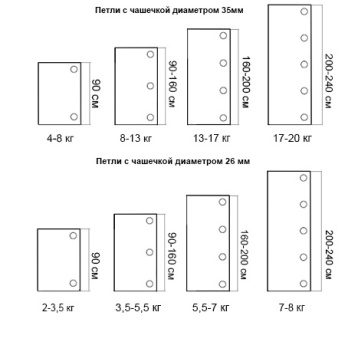 Петли с чашечкой диаметром 35мм
90 см
90-160 см
160-200 см
200-240 см
4-8 кг
8-13 кг
13-17 кг
17-20 кг
Петли с чашечкой диаметром 26 мм
90 см
90-160 см
160-200 см
200-240 см
2-3,5 кг
3,5-5,5 кг
5,5-7 кг
7-8 кг